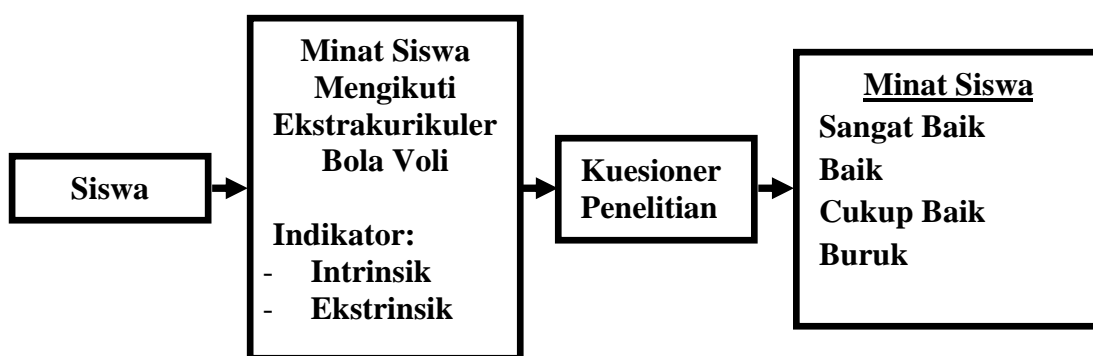 Siswa
Minat Siswa
Mengikuti
Ekstrakurikuler
Bola Voli
Indikator:
- Intrinsik
- Ekstrinsik
Kuesioner
Penelitian
Minat Siswa
Sangat Baik
Baik
Cukup Baik
Buruk